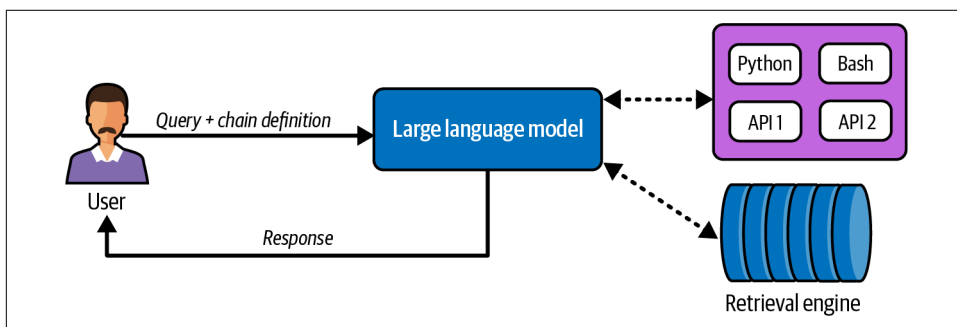 Python
Bash
Query + chain definition
Large language model
API 1
API 2
User
Response
Retrieval engine